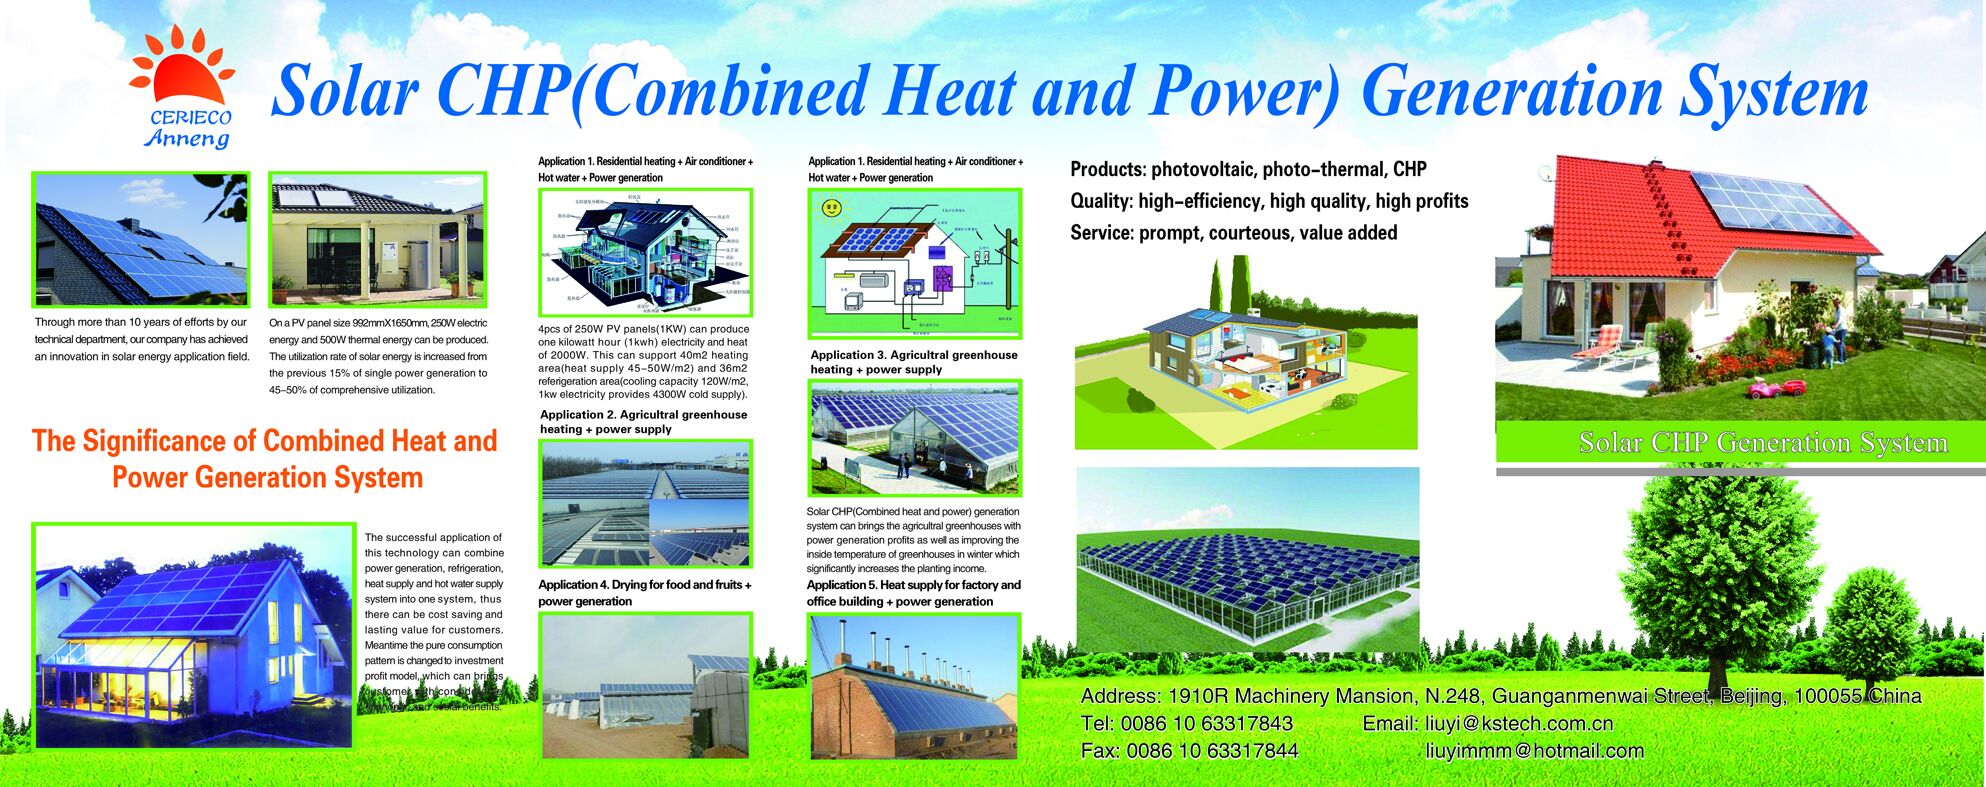 CERIECO
Anneng
Solar CHP(Combined Heat and Power) Generation System
Through more than 10 years of efforts by our
technical department, our company has achieved
an innovation in solar energy application field.
On a PV panel size 992mmX1650mm, 250W electric
energy and 500W thermal energy can be produced.
The utilization rate of solar energy is increased from
the previous 15% of single power generation to
45-50% of comprehensive utilization.
The Significance of Combined Heat and
Power Generation System
The successful application of
this technology can combine
power generation, refrigeration,
heat supply and hot water supply
system into one system, thus
there can be cost saving and
lasting value for customers.
Meantime the pure consumption
pattern is changed to investment
profit model, which can brings
customer with
and social benefits.
Application 1. Residential heating + Air conditioner +
Hot water + Power generation
4pcs of 250W PV panels(1KW) can produce
one kilowatt hour (1kwh) electricity and heat
of 2000W. This can support 40m2 heating
area(heat supply 45-50W/m2) and 36m2
referigeration area(cooling capacity 120W/m2,
1kw electricity provides 4300W cold supply).
Application 2. Agricultral greenhouse
heating + power supply
Application 4. Drying for food and fruits +
power generation
Application 1. Residential heating + Air conditioner +
Hot water + Power generation
Application 3. Agricultral greenhouse
heating + power supply
Solar CHP(Combined heat and power) generation
system can brings the agricultral greenhouses with
power generation profits as well as improving the
inside temperature of greenhouses in winter which
significantly increases the planting income.
Application 5. Heat supply for factory and
office building + power generation
Products: photovoltaic, photo-thermal, CHP
Quality: high-efficiency, high quality, high profits
Service: prompt, courteous, value added
Solar CHP Generation System
Address: 1910R Machinery Mansion, N.248, Guanganmenwai Street, Beijing, 100055 China
Tel: 0086 10 63317843 Email: liuyi@kstech.com.cn
Fax: 0086 10 63317844 liuyimmm@hotmail.com